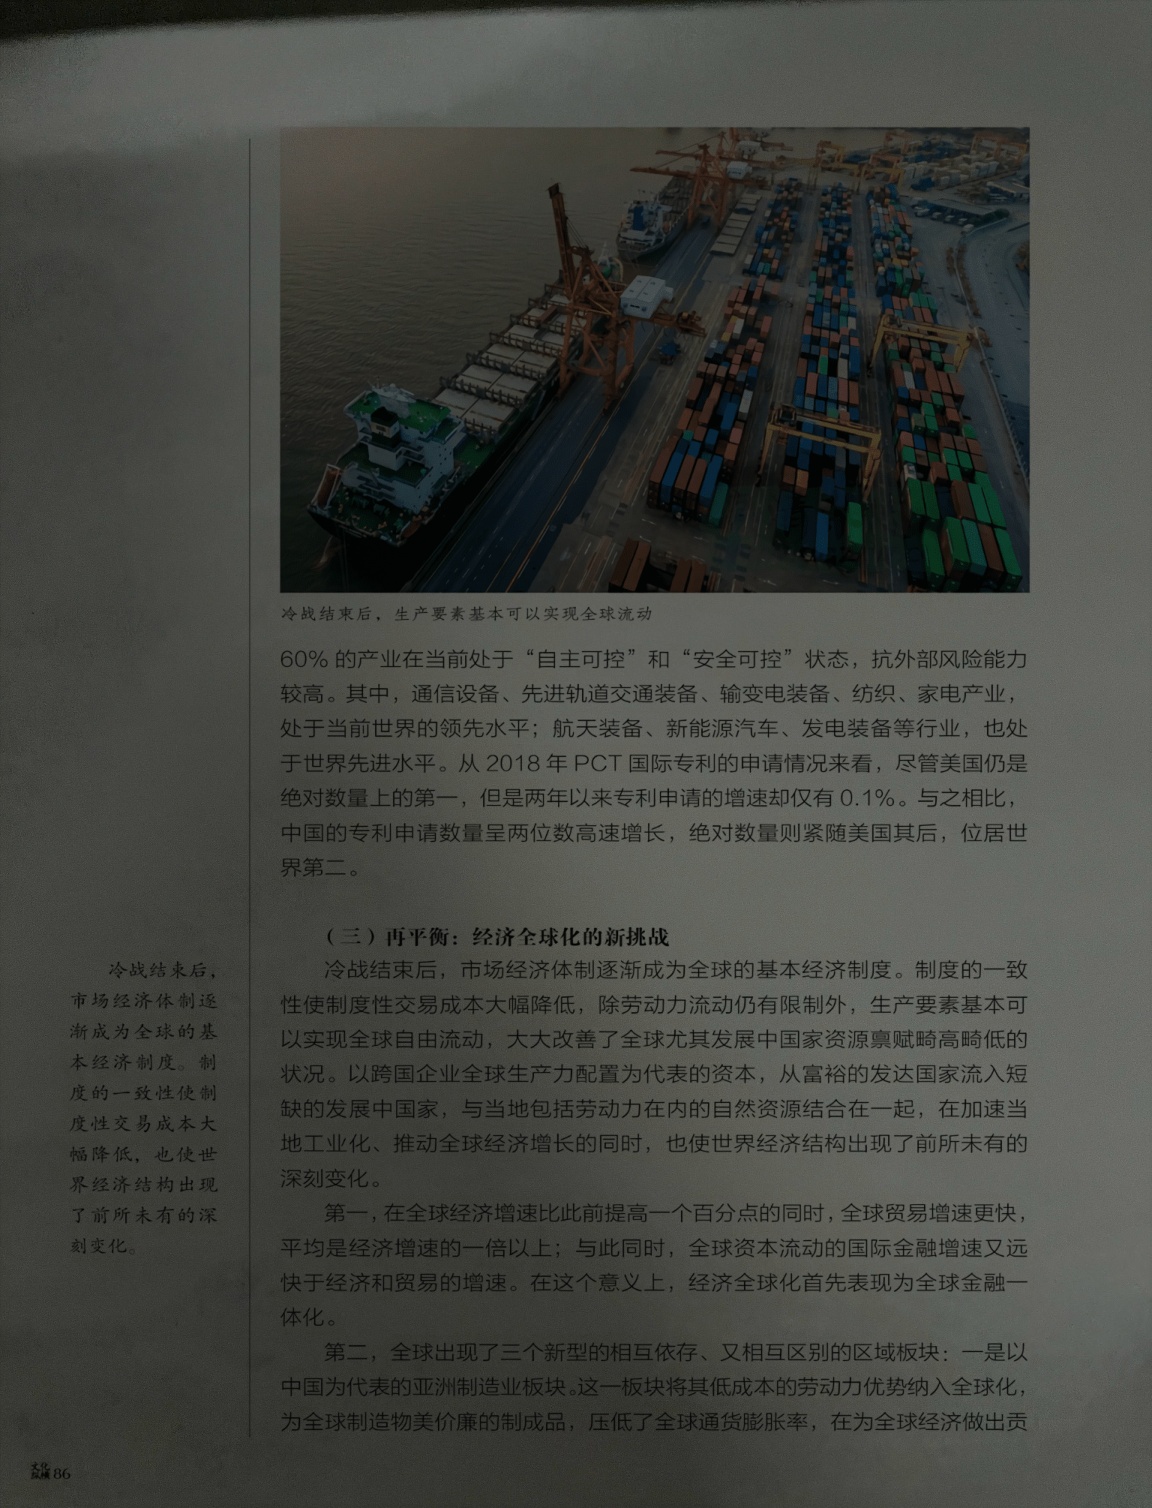 冷战结束后，生产要素基本可以实现全球流动
60% 的产业在当前处于“自主可控”和“安全可控”状态，抗外部风险能力
较高。其中，通信设备、先进轨道交通装备、输变电装备、纺织、家电产业，
处于当前世界的领先水平；航天装备、新能源汽车、发电装备等行业，也处
于世界先进水平。从 2018 年 PCT 国际专利的申请情况来看，尽管美国仍是
绝对数量上的第一，但是两年以来专利申请的增速却仅有 0.1%。与之相比，
中国的专利申请数量呈两位数高速增长，绝对数量则紧随美国其后，位居世
界第二。
（三）再平衡：经济全球化的新挑战
冷战结束后，市场经济体制逐渐成为全球的基本经济制度。制度的一致
性使制度性交易成本大幅降低，除劳动力流动仍有限制外，生产要素基本可
以实现全球自由流动，大大改善了全球尤其发展中国家资源禀赋畸高畸低的
状况。以跨国企业全球生产力配置为代表的资本，从富裕的发达国家流入短
缺的发展中国家，与当地包括劳动力在内的自然资源结合在一起，在加速当
地工业化、推动全球经济增长的同时，也使世界经济结构出现了前所未有的
深刻变化。
第一，在全球经济增速比此前提高一个百分点的同时，全球贸易增速更快，
平均是经济增速的一倍以上；与此同时，全球资本流动的国际金融增速又远
快于经济和贸易的增速。在这个意义上，经济全球化首先表现为全球金融一
体化。
第二，全球出现了三个新型的相互依存、又相互区别的区域板块：一是以
中国为代表的亚洲制造业板块。这一板块将其低成本的劳动力优势纳入全球化，
为全球制造物美价廉的制成品，压低了全球通货膨胀率，在为全球经济做出贡
冷战结束后，
市场经济体制逐
渐成为全球的基
本经济制度。制
度的一致性使制
度性交易成本大
幅降低，也使世
界经济结构出现
了前所未有的深
刻变化。
文化
纵横 86